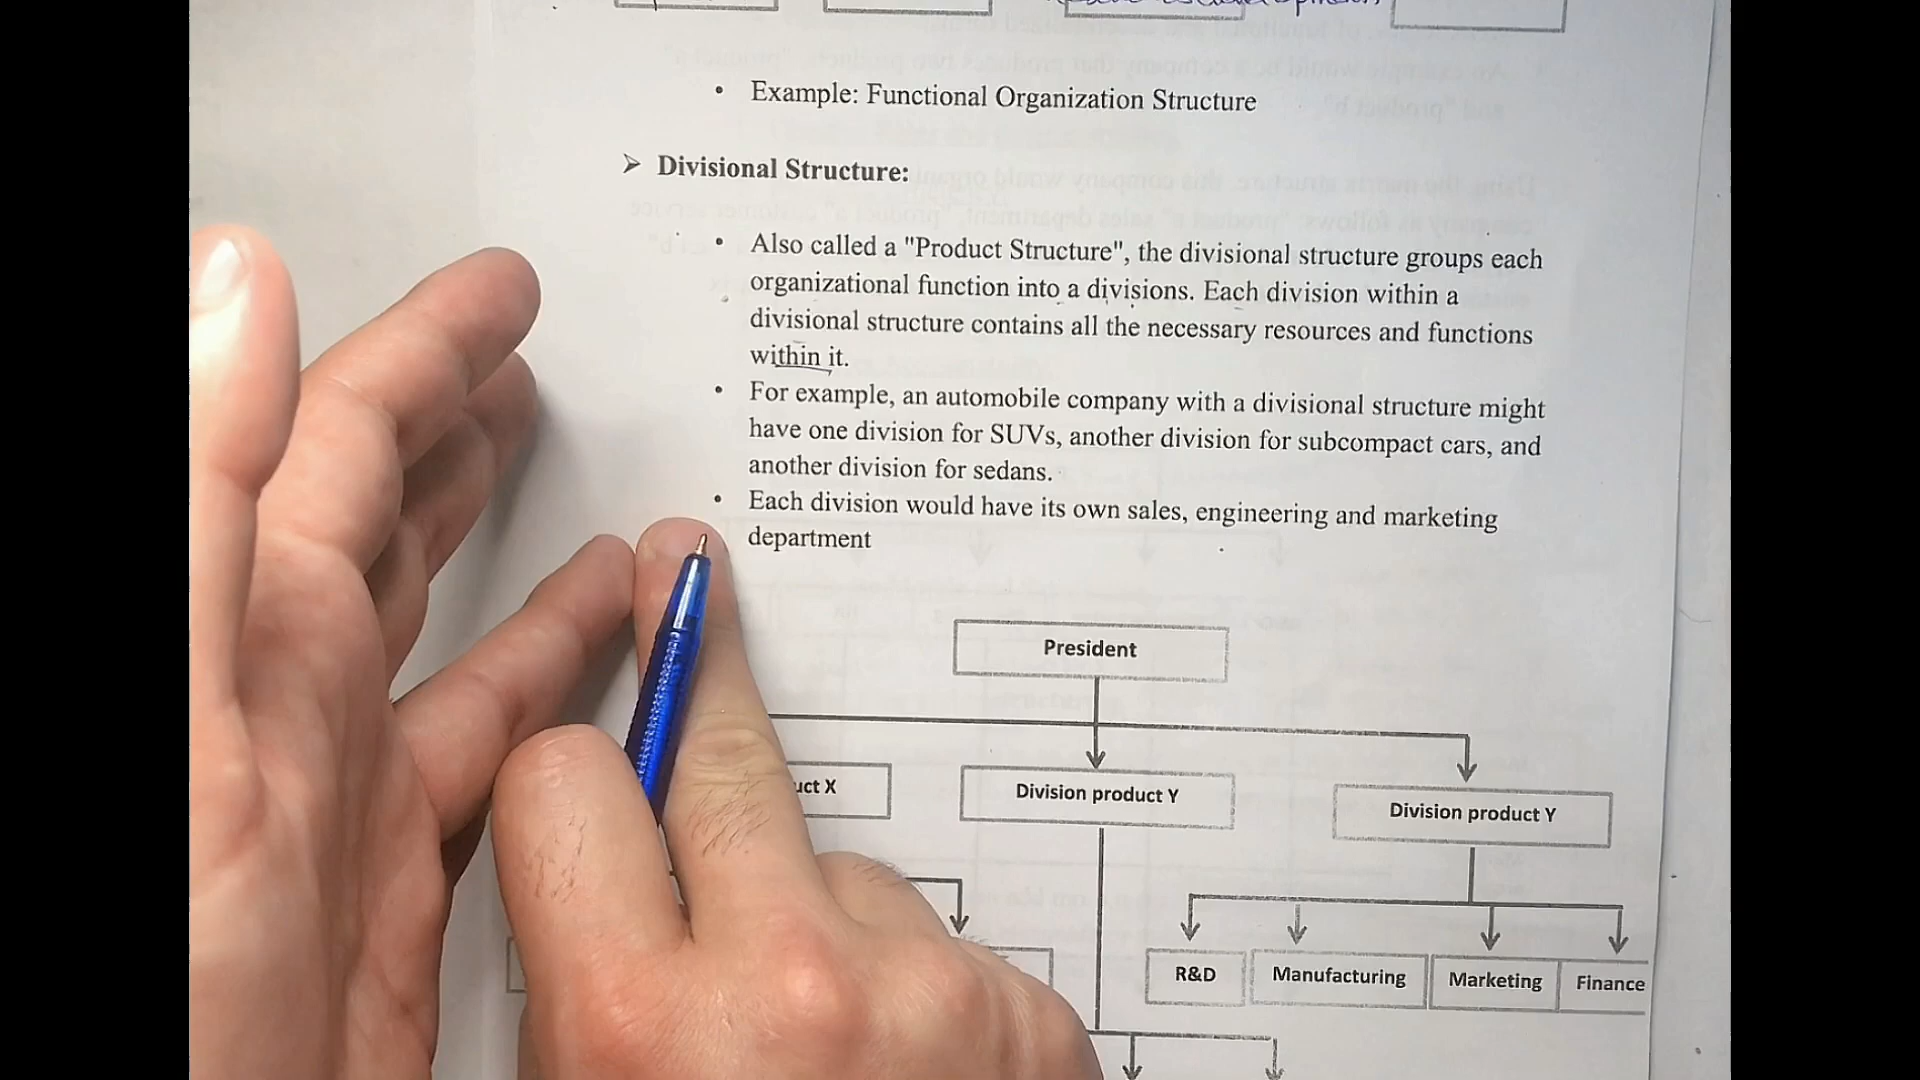 • Example: Functional Organization Structure
➢ Divisional Structure:
• Also called a "Product Structure", the divisional structure groups each
organizational function into a divisions. Each division within a
divisional structure contains all the necessary resources and functions
within it.
• For example, an automobile company with a divisional structure might
have one division for SUVs, another division for subcompact cars, and
another division for sedans.
• Each division would have its own sales, engineering and marketing
department
President
X
Division product Y
Division product Y
R&D
Manufacturing
Marketing
Finance